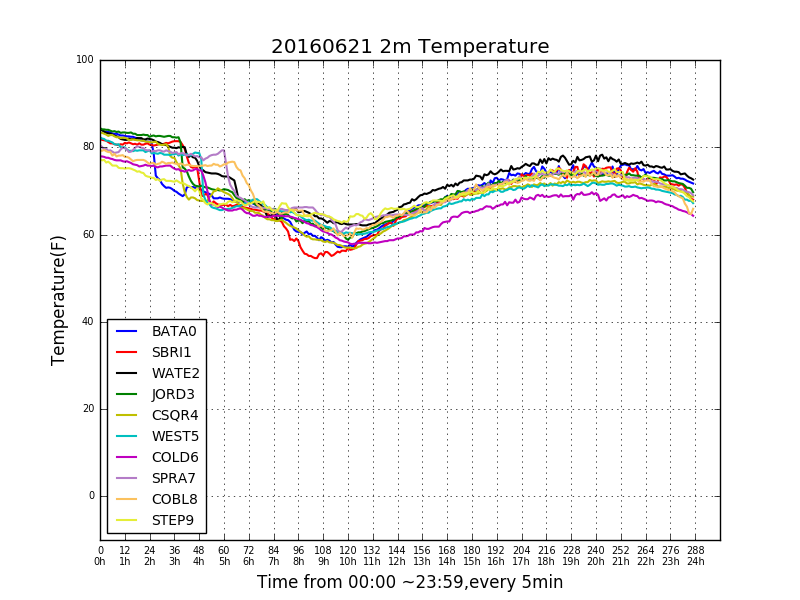 20160621 2m Temperature
100
80
60
40
20
0
Temperature(F)
BATA0
SBRI1
WATE2
JORD3
CSQR4
WEST5
COLD6
SPRA7
COBL8
STEP9
0 12 24 36 48 60 72 84 96 108 120 132 144 156 168 180 192 204 216 228 240 252 264 276 288
0h 1h 2h 3h 4h 5h 6h 7h 8h 9h 10h 11h 12h 13h 14h 15h 16h 17h 18h 19h 20h 21h 22h 23h 24h
Time from 00:00 ~23:59,every 5min